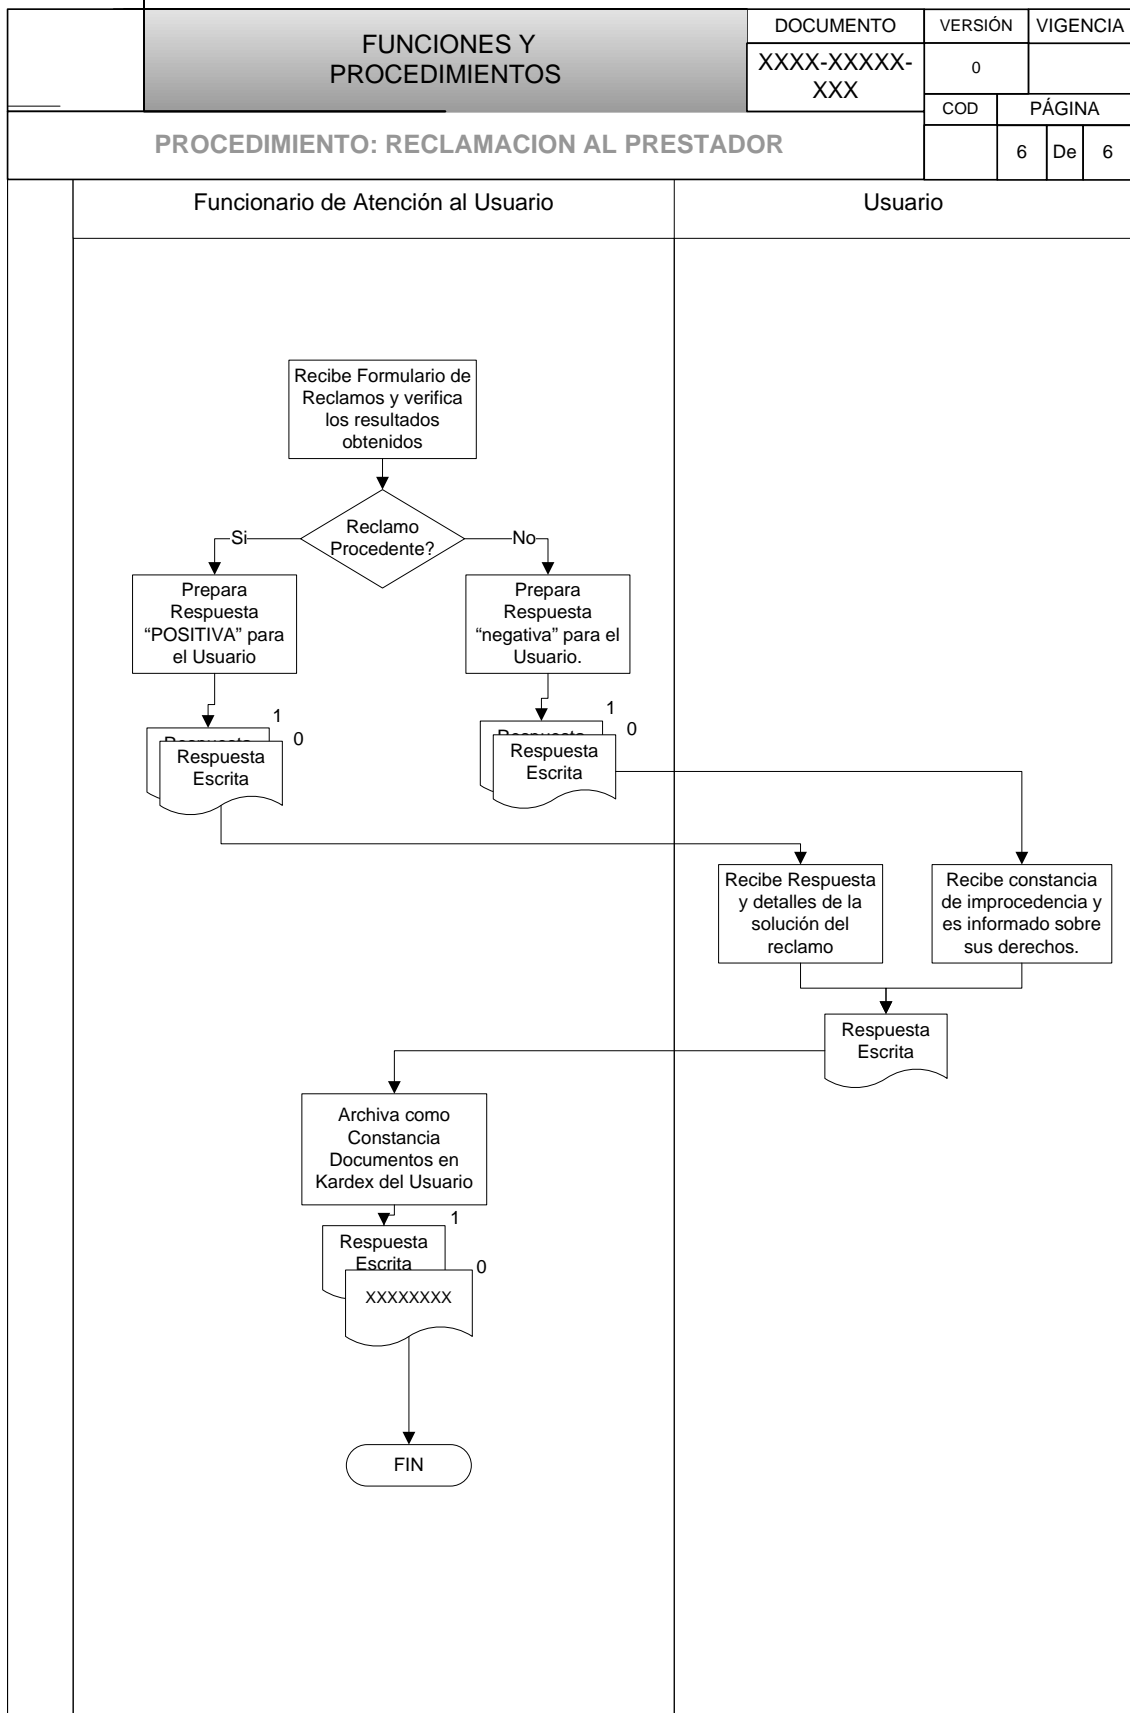 FUNCIONES Y
PROCEDIMIENTOS
DOCUMENTO
XXXX-XXXXX-
XXX
VERSIÓN
VIGENCIA
0
COD
PÁGINA
6
De
6
PROCEDIMIENTO: RECLAMACION AL PRESTADOR
Funcionario de Atención al Usuario
Usuario
Recibe Formulario de
Reclamos y verifica
los resultados
obtenidos
Reclamo
Procedente?
Si
No
Prepara
Respuesta
“POSITIVA” para
el Usuario
Prepara
Respuesta
“negativa” para el
Usuario.
1
0
Respuesta
Respuesta
Escrita
1
0
Respuesta
Respuesta
Escrita
Recibe Respuesta
y detalles de la
solución del
reclamo
Recibe constancia
de improcedencia y
es informado sobre
sus derechos.
Respuesta
Escrita
Archiva como
Constancia
Documentos en
Kardex del Usuario
1
Respuesta
Escrita
0
XXXXXXXX
FIN